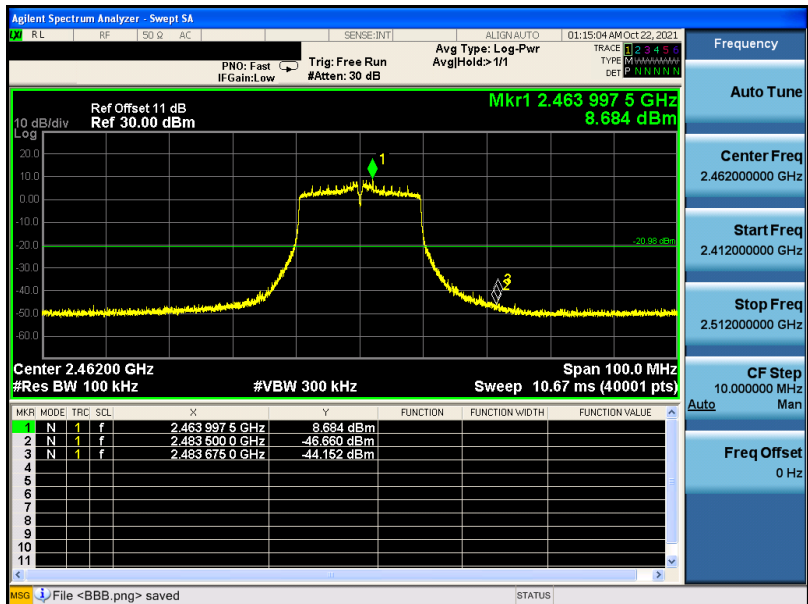 Agilent Spectrum Analyzer - Swept SA
LXI RL RF 50 Ω AC SENSE:INT ALIGN AUTO 01:15:04 AM Oct 22, 2021
PNO: Fast Trig: Free Run Avg Type: Log-Pwr TRACE 1 2 3 4 5 6
IFGain:Low #Atten: 30 dB Avg|Hold:>1/1 TYPE M
DET P N N N N N
Frequency
Ref Offset 11 dB Mkr1 2.463 997 5 GHz
10 dB/div Ref 30.00 dBm 8.684 dBm
Log
20.0
10.0
0.00
-10.0
-20.0
-30.0
-40.0
-50.0
-60.0
1
-20.98 dBm
3
2
Center 2.46200 GHz Span 100.0 MHz
#Res BW 100 kHz #VBW 300 kHz Sweep 10.67 ms (40001 pts)
MKR MODE TRC SCL X Y FUNCTION FUNCTION WIDTH FUNCTION VALUE
1 N 1 f 2.463 997 5 GHz 8.684 dBm
2 N 1 f 2.483 500 0 GHz -46.660 dBm
3 N 1 f 2.483 675 0 GHz -44.152 dBm
4
5
6
7
8
9
10
11
Auto Tune
Center Freq
2.462000000 GHz
Start Freq
2.412000000 GHz
Stop Freq
2.512000000 GHz
CF Step
10.000000 MHz
Auto Man
Freq Offset
0 Hz
MSG File <BBB.png> saved STATUS